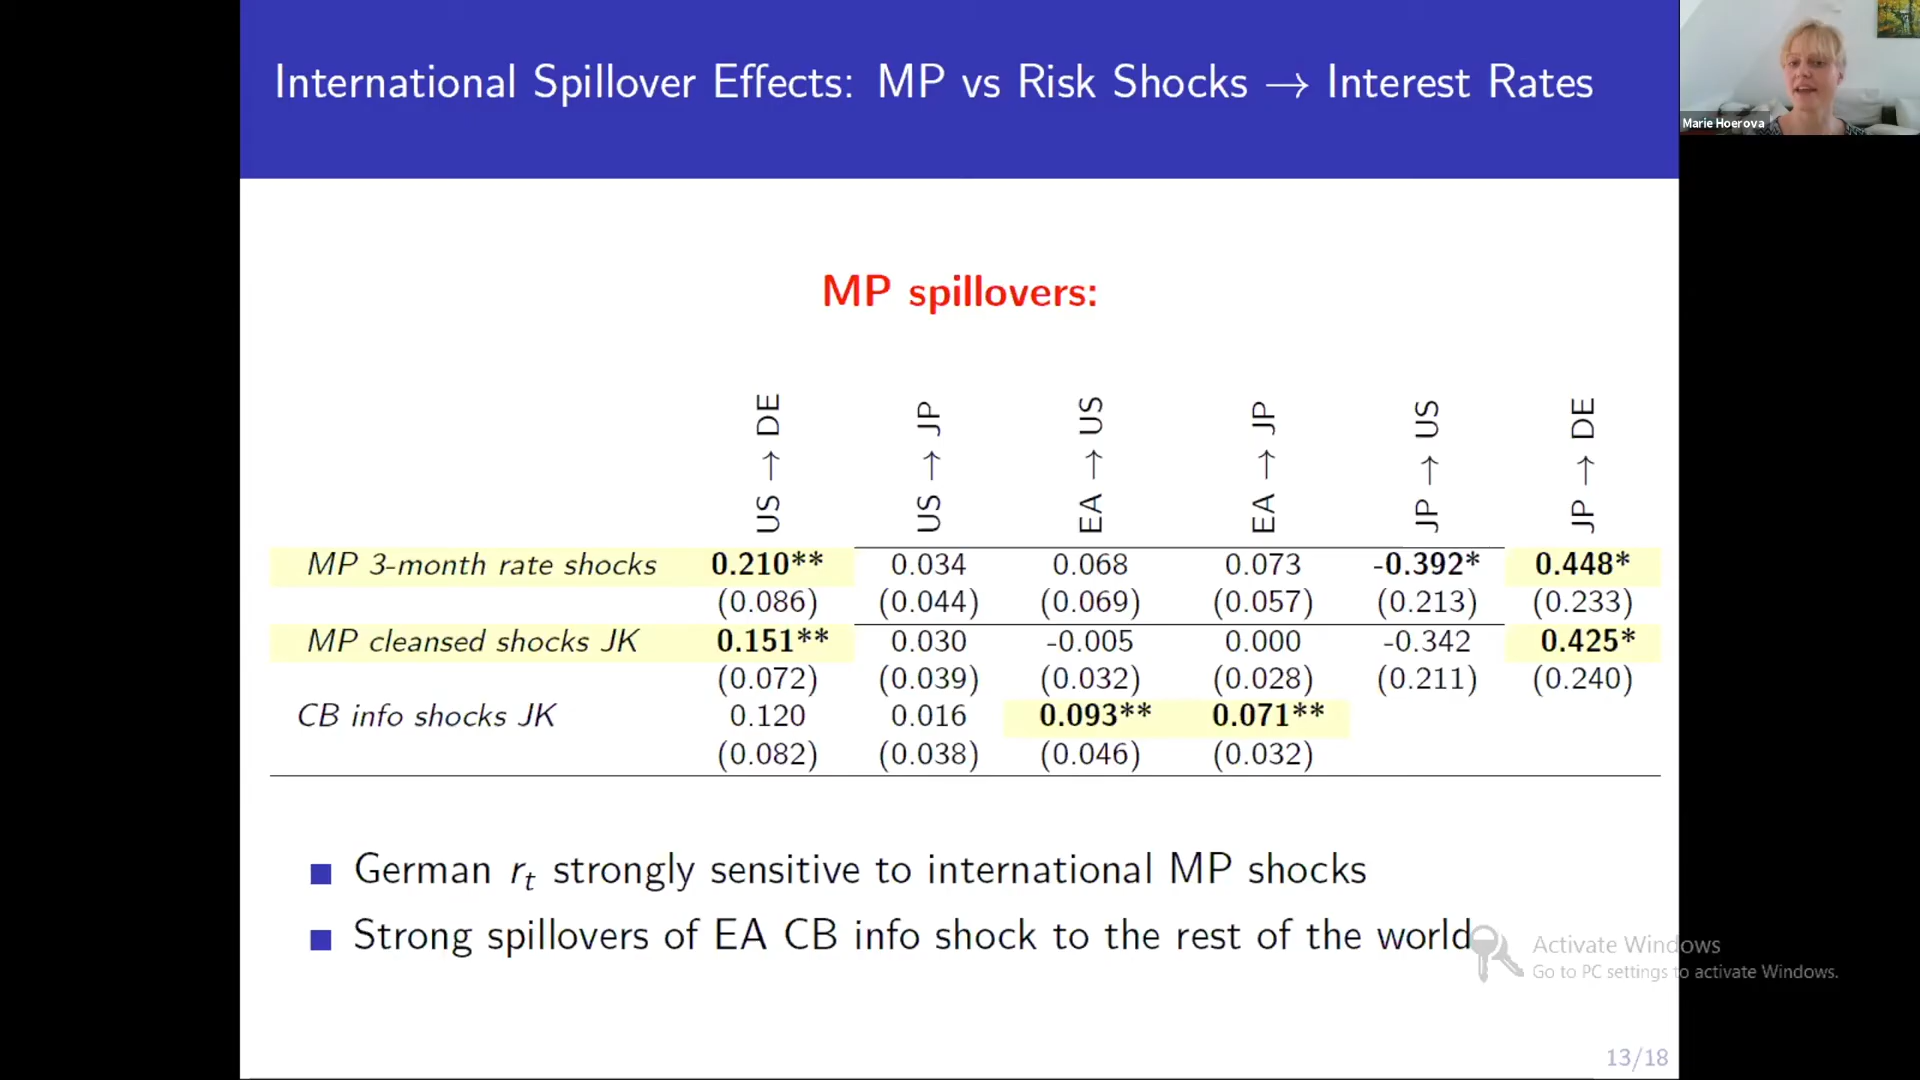 International Spillover Effects: MP vs Risk Shocks → Interest Rates
Marie Hoerova
MP spillovers:
US → DE US → JP EA → US EA → JP JP → US JP → DE
MP 3-month rate shocks 0.210** 0.034 0.068 0.073 -0.392* 0.448*
(0.086) (0.044) (0.069) (0.057) (0.213) (0.233)
MP cleansed shocks JK 0.151** 0.030 -0.005 0.000 -0.342 0.425*
(0.072) (0.039) (0.032) (0.028) (0.211) (0.240)
CB info shocks JK 0.120 0.016 0.093** 0.071**
(0.082) (0.038) (0.046) (0.032)
German rt strongly sensitive to international MP shocks
Strong spillovers of EA CB info shock to the rest of the world
Activate Windows
Go to PC settings to activate Windows.
13/18